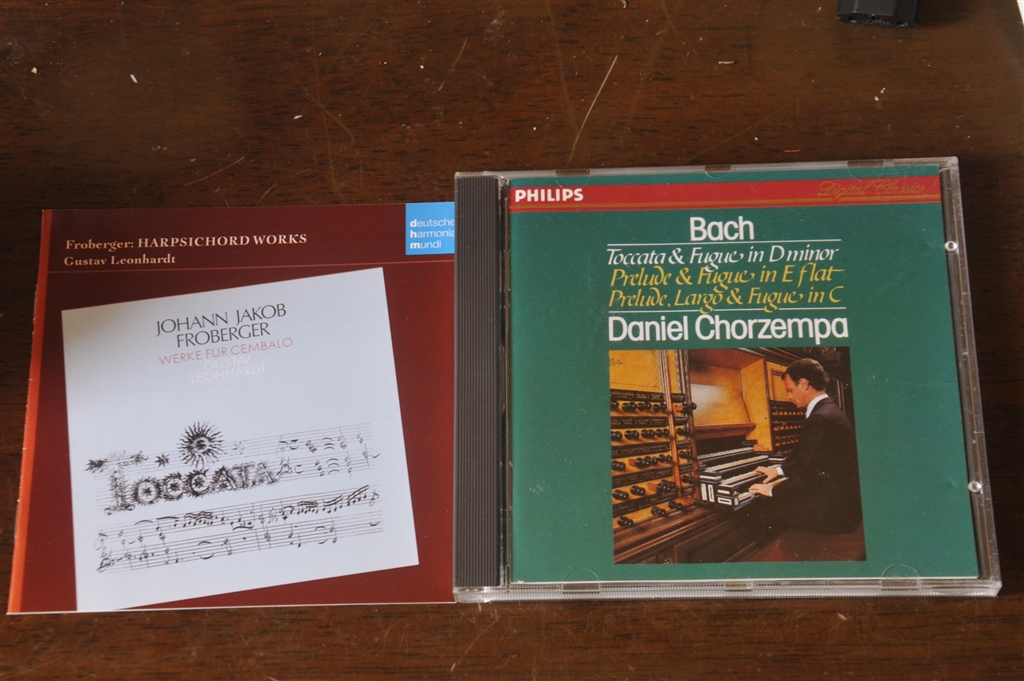 Froberger: HARPSICHORD WORKS
Gustav Leonhardt
deutsche
harmonia
mundi
JOHANN JAKOB
FROBERGER
WERKE FÜR CEMBALO
GUSTAV
LEONHARDT
TOCCATA
PHILIPS
Digital Classics
Bach
Toccata & Fugue in D minor
Prelude & Fugue in E flat
Prelude, Largo & Fugue in C
Daniel Chorzempa